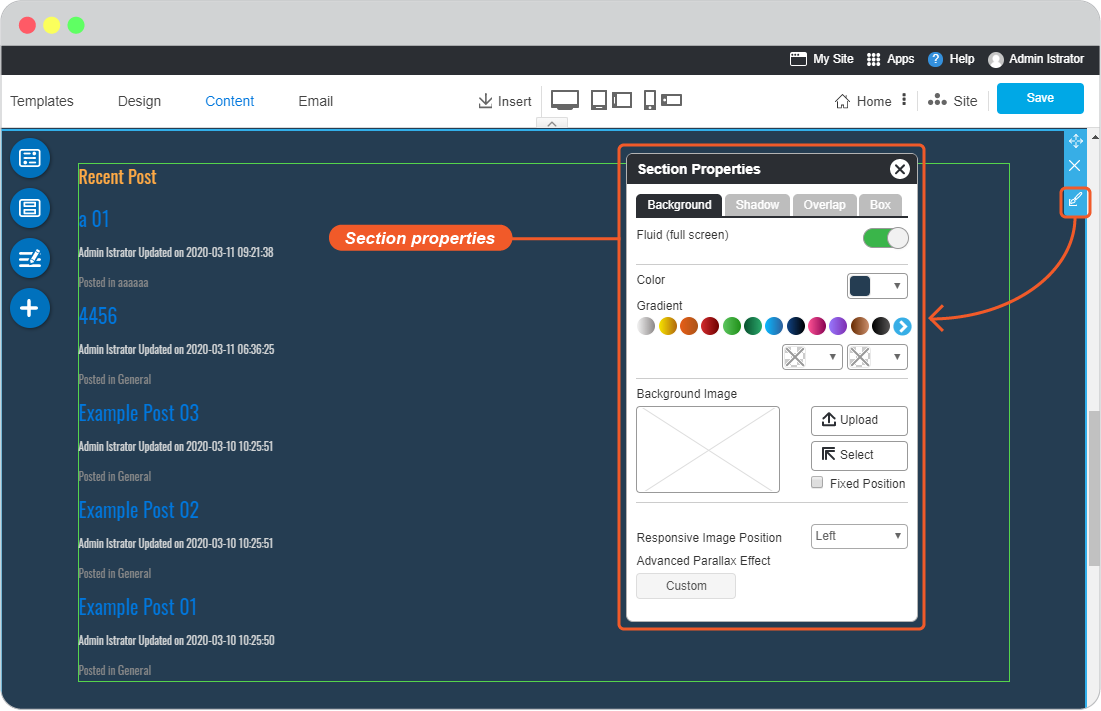 My Site Apps ? Help Admin Istrator
Templates Design Content Email Insert Home Site Save
Recent Post
a 01
Admin Istrator Updated on 2020-03-11 09:21:38
Posted in aaaaaa
4456
Admin Istrator Updated on 2020-03-11 06:36:25
Posted in General
Example Post 03
Admin Istrator Updated on 2020-03-10 10:25:51
Posted in General
Example Post 02
Admin Istrator Updated on 2020-03-10 10:25:51
Posted in General
Example Post 01
Admin Istrator Updated on 2020-03-10 10:25:50
Posted in General
Section properties
Section Properties
Background Shadow Overlap Box
Fluid (full screen)
Color
Gradient
Background Image
Upload
Select
Fixed Position
Responsive Image Position Left
Advanced Parallax Effect
Custom